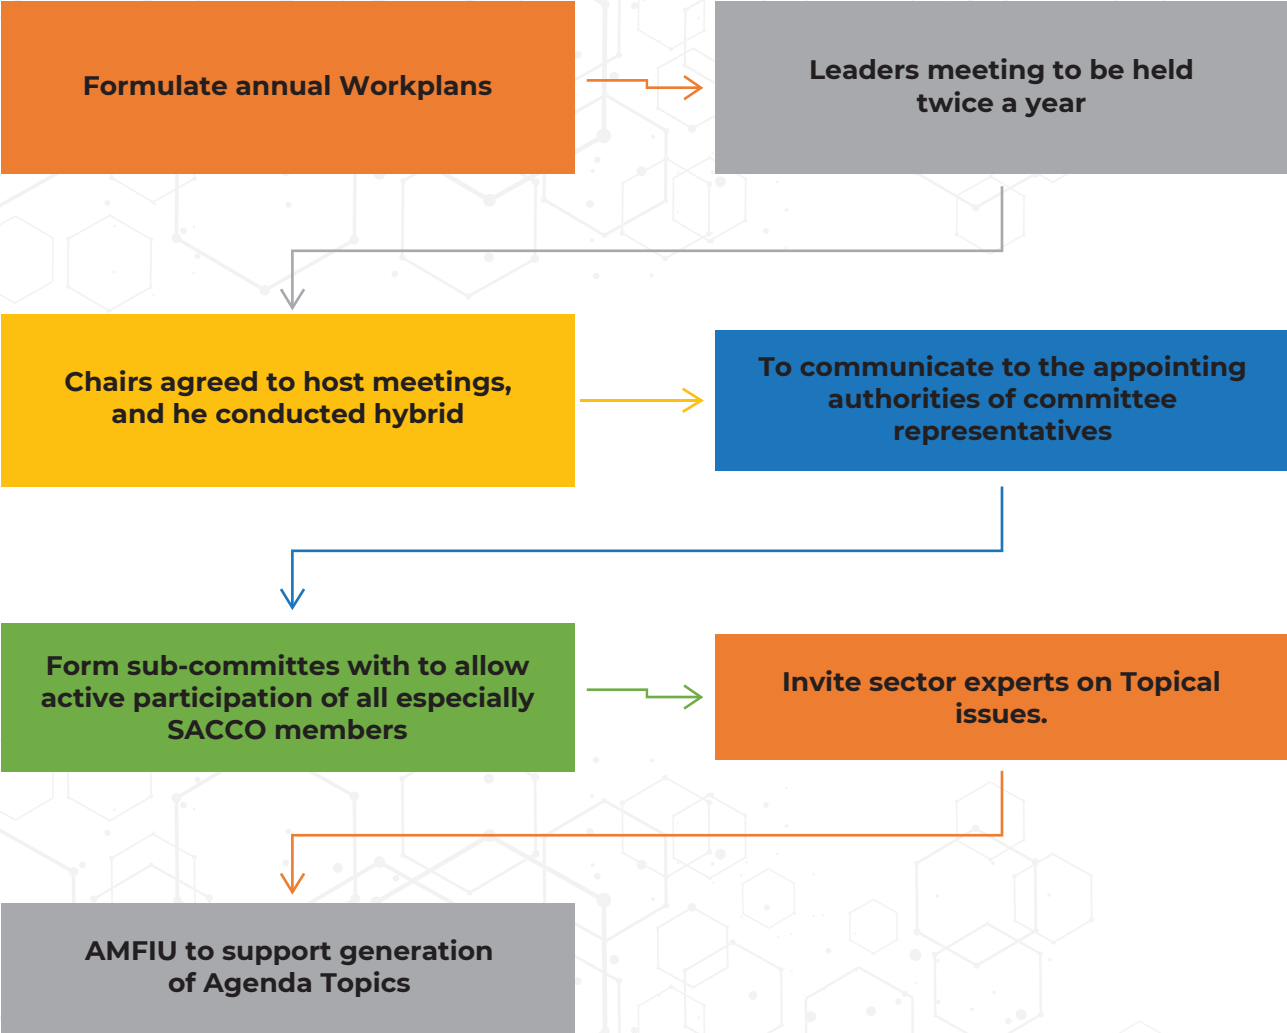 Formulate annual Workplans
Leaders meeting to be held
twice a year
Chairs agreed to host meetings,
and he conducted hybrid
To communicate to the appointing
authorities of committee
representatives
Form sub-committes with to allow
active participation of all especially
SACCO members
Invite sector experts on Topical
issues.
AMFIU to support generation
of Agenda Topics